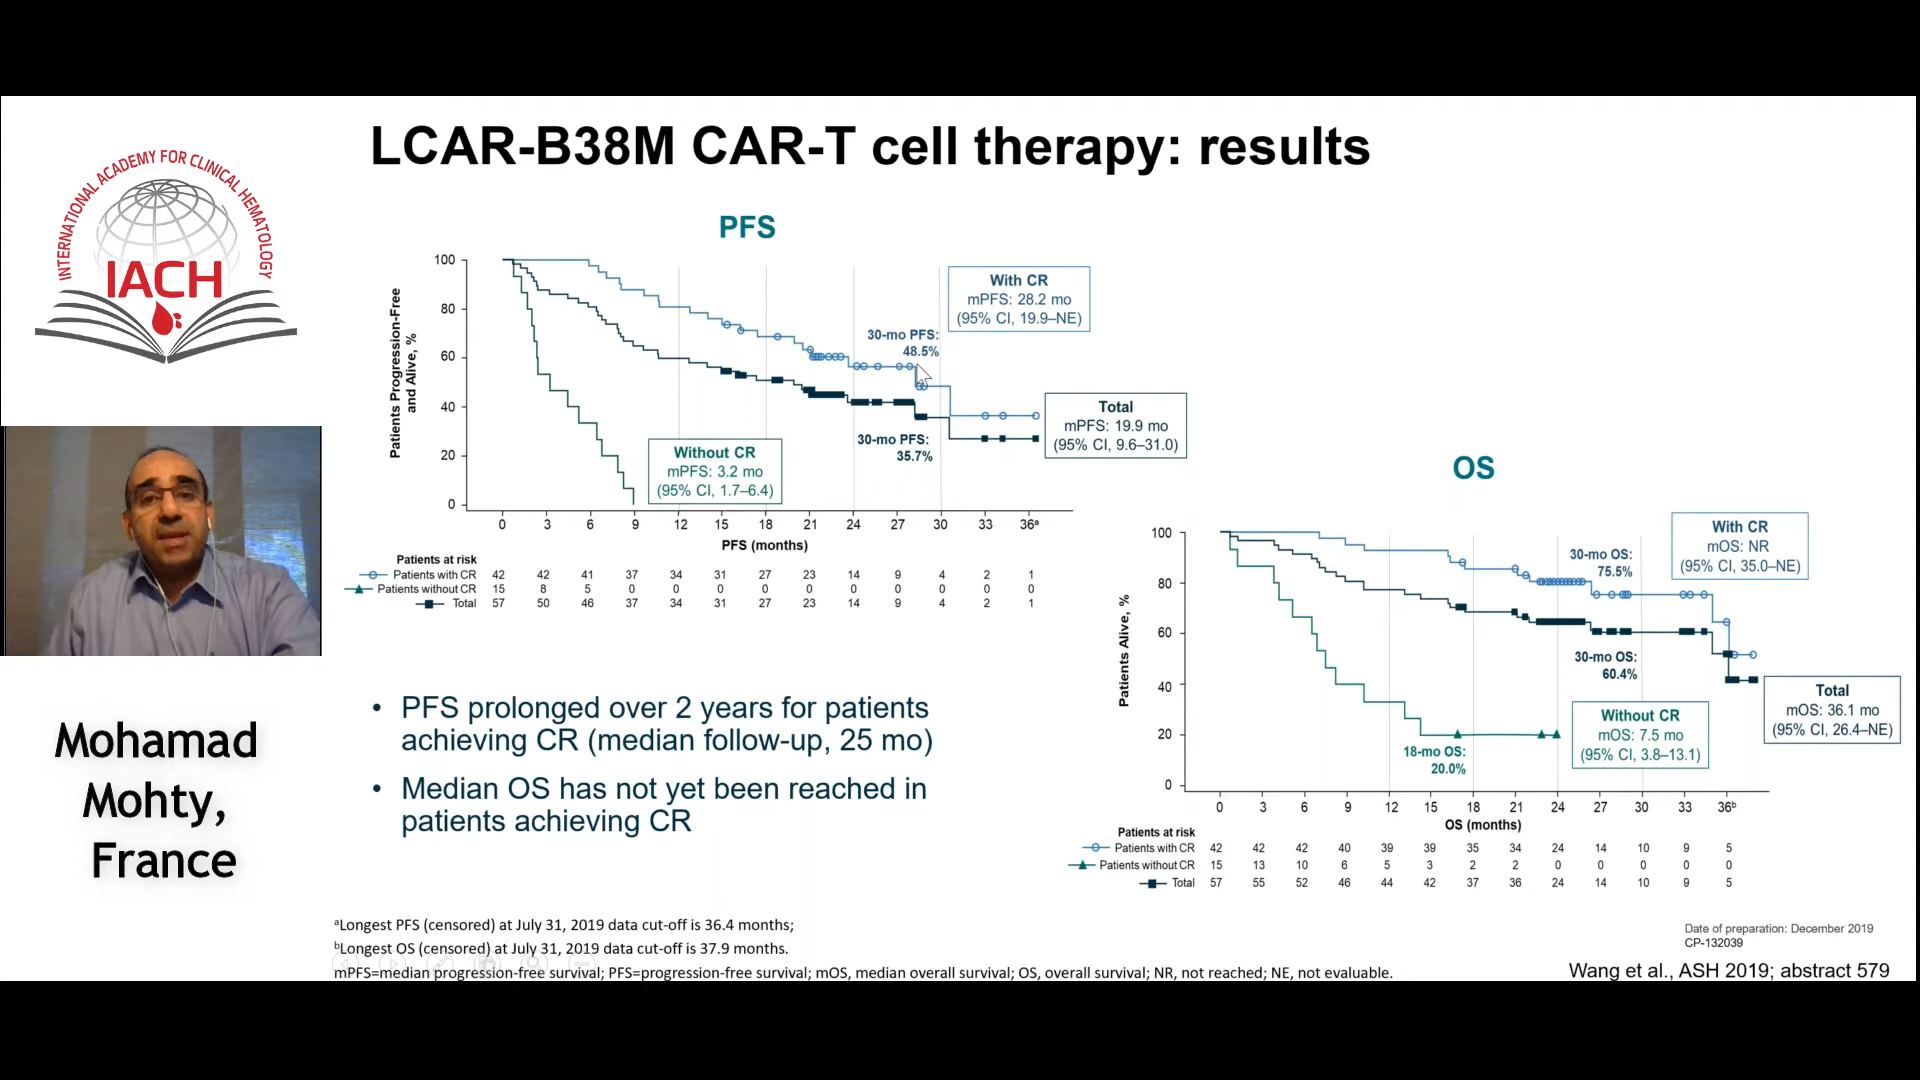 LCAR-B38M CAR-T cell therapy: results
INTERNATIONAL ACADEMY FOR CLINICAL HEMATOLOGY
IACH
Mohamad
Mohty,
France
PFS
Patients Progression-Free
and Alive, %
100
80
60
40
20
0
With CR
mPFS: 28.2 mo
(95% CI, 19.9–NE)
30-mo PFS:
48.5%
Total
mPFS: 19.9 mo
(95% CI, 9.6–31.0)
30-mo PFS:
35.7%
Without CR
mPFS: 3.2 mo
(95% CI, 1.7–6.4)
0 3 6 9 12 15 18 21 24 27 30 33 36ᵃ
PFS (months)
Patients at risk
Patients with CR 42 42 41 37 34 31 27 23 14 9 4 2 1
Patients without CR 15 8 5 0 0 0 0 0 0 0 0 0 0
Total 57 50 46 37 34 31 27 23 14 9 4 2 1
OS
Patients Alive, %
100
80
60
40
20
0
With CR
mOS: NR
(95% CI, 35.0–NE)
30-mo OS:
75.5%
30-mo OS:
60.4%
Total
mOS: 36.1 mo
(95% CI, 26.4–NE)
Without CR
mOS: 7.5 mo
(95% CI, 3.8–13.1)
18-mo OS:
20.0%
0 3 6 9 12 15 18 21 24 27 30 33 36ᵇ
OS (months)
Patients at risk
Patients with CR 42 42 42 40 39 39 35 34 24 14 10 9 5
Patients without CR 15 13 10 6 5 3 2 2 0 0 0 0 0
Total 57 55 52 46 44 42 37 36 24 14 10 9 5
• PFS prolonged over 2 years for patients
achieving CR (median follow-up, 25 mo)
• Median OS has not yet been reached in
patients achieving CR
ᵃLongest PFS (censored) at July 31, 2019 data cut-off is 36.4 months;
ᵇLongest OS (censored) at July 31, 2019 data cut-off is 37.9 months.
mPFS=median progression-free survival; PFS=progression-free survival; mOS, median overall survival; OS, overall survival; NR, not reached; NE, not evaluable.
Date of preparation: December 2019
CP-132039
Wang et al., ASH 2019; abstract 579